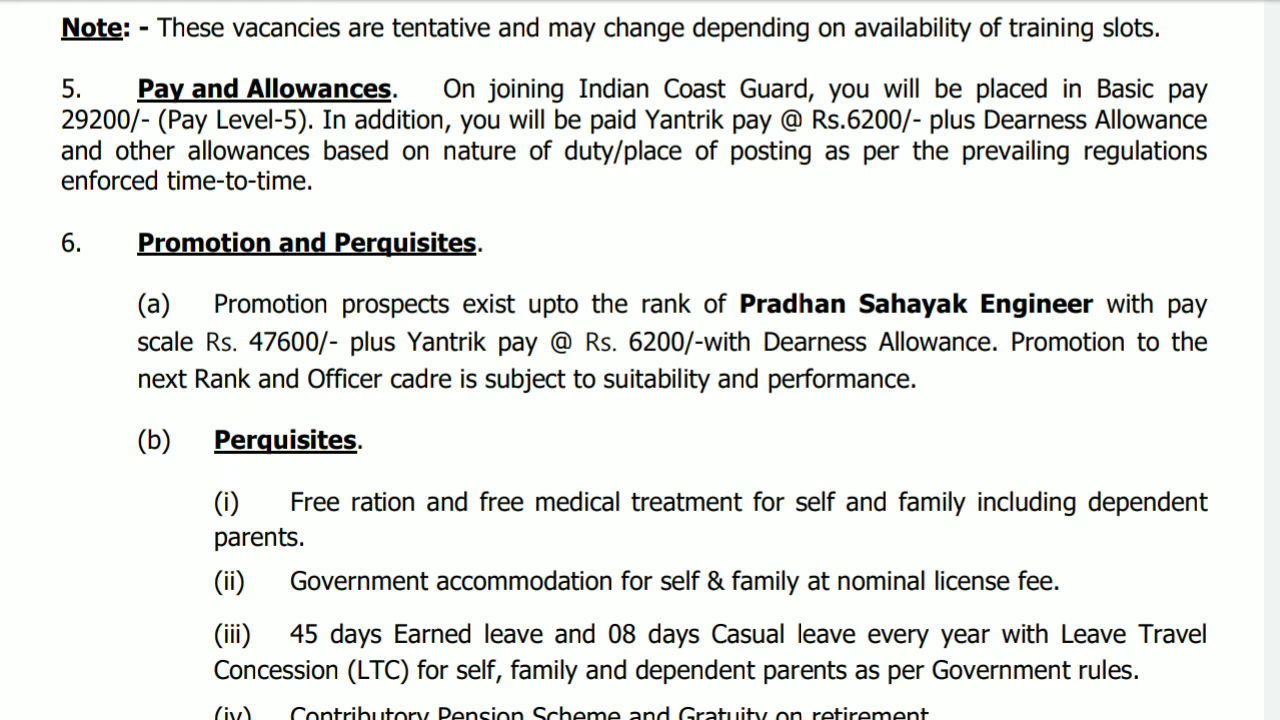 Note: - These vacancies are tentative and may change depending on availability of training slots.
5. Pay and Allowances. On joining Indian Coast Guard, you will be placed in Basic pay
29200/- (Pay Level-5). In addition, you will be paid Yantrik pay @ Rs.6200/- plus Dearness Allowance
and other allowances based on nature of duty/place of posting as per the prevailing regulations
enforced time-to-time.
6. Promotion and Perquisites.
(a) Promotion prospects exist upto the rank of Pradhan Sahayak Engineer with pay
scale Rs. 47600/- plus Yantrik pay @ Rs. 6200/-with Dearness Allowance. Promotion to the
next Rank and Officer cadre is subject to suitability and performance.
(b) Perquisites.
(i) Free ration and free medical treatment for self and family including dependent
parents.
(ii) Government accommodation for self & family at nominal license fee.
(iii) 45 days Earned leave and 08 days Casual leave every year with Leave Travel
Concession (LTC) for self, family and dependent parents as per Government rules.
(iv) Contributory Pension Scheme and Gratuity on retirement